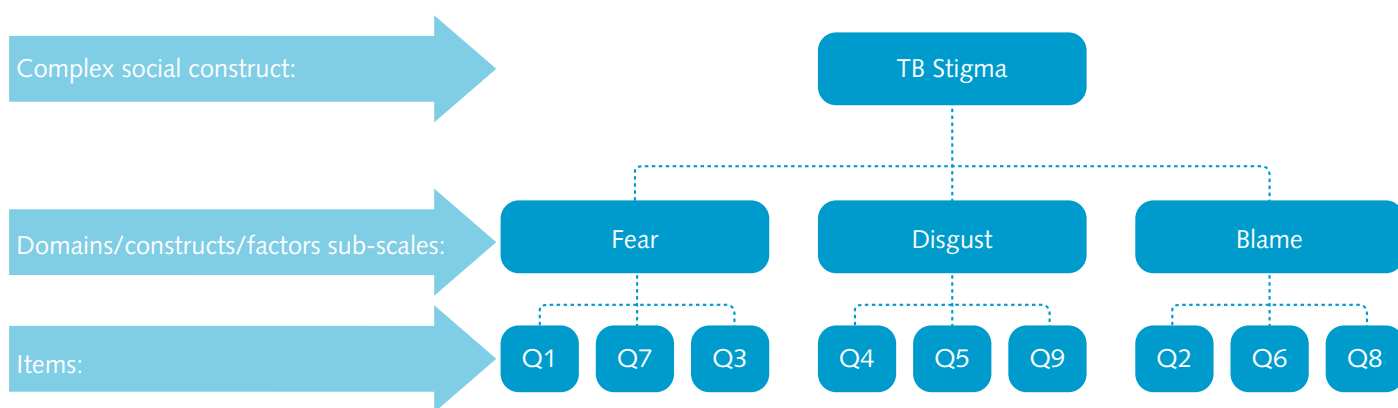 Complex social construct:
TB Stigma
Domains/constructs/factors sub-scales:
Fear
Disgust
Blame
Items:
Q1
Q7
Q3
Q4
Q5
Q9
Q2
Q6
Q8